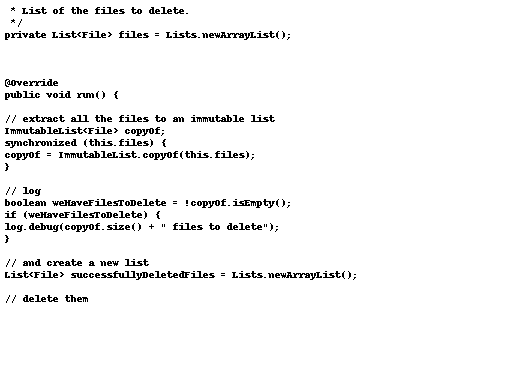 * List of the files to delete.
*/
private List<File> files = Lists.newArrayList();
@Override
public void run() {
// extract all the files to an immutable list
ImmutableList<File> copyOf;
synchronized (this.files) {
copyOf = ImmutableList.copyOf(this.files);
}
// log
boolean weHaveFilesToDelete = !copyOf.isEmpty();
if (weHaveFilesToDelete) {
log.debug(copyOf.size() + " files to delete");
}
// and create a new list
List<File> successfullyDeletedFiles = Lists.newArrayList();
// delete them